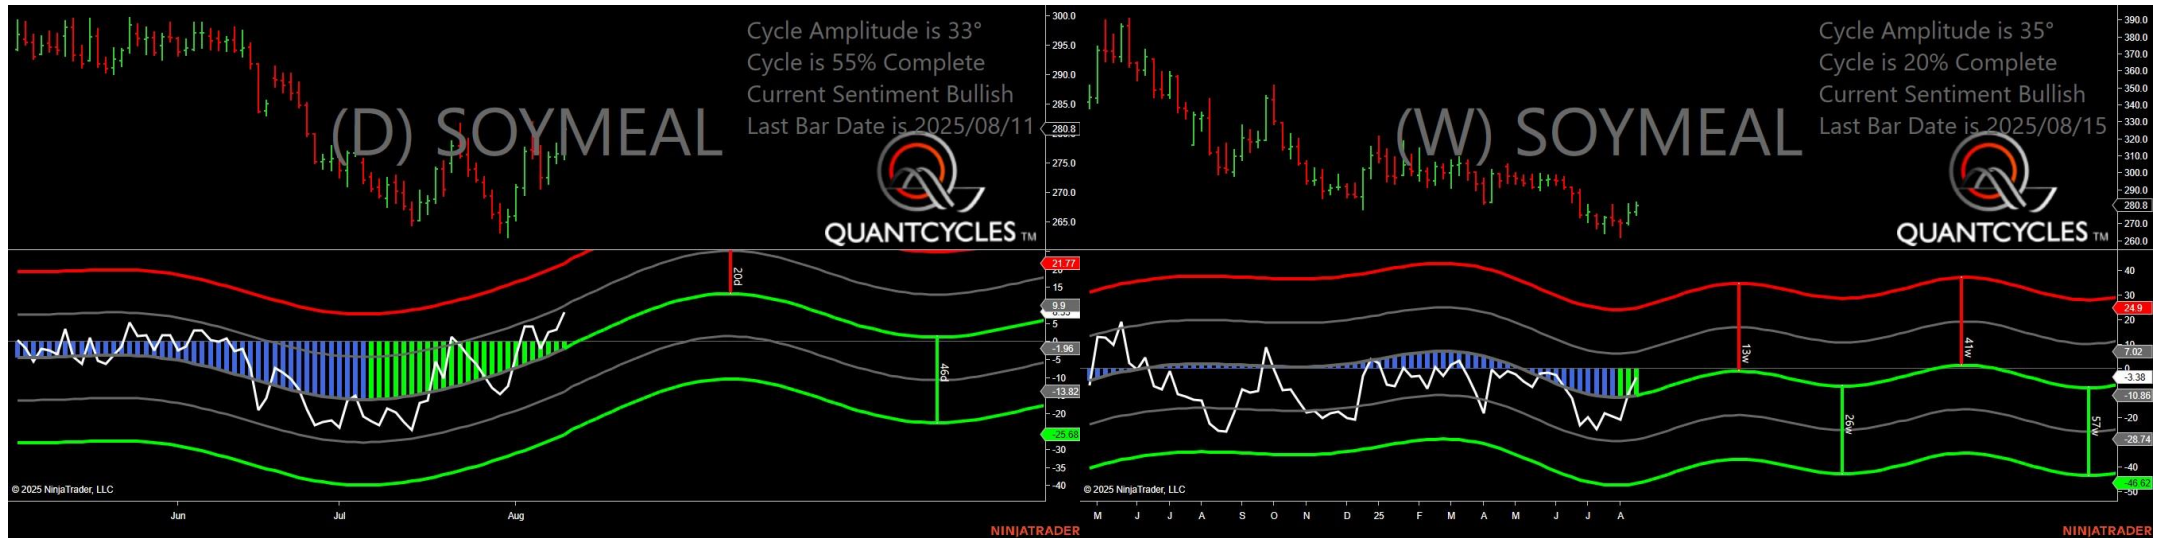 Cycle Amplitude is 33°
Cycle is 55% Complete
Current Sentiment Bullish
Last Bar Date is 2025/08/11
(D) SOYMEAL
QUANTCYCLES TM
300.0
295.0
290.0
285.0
280.8
275.0
270.0
265.0
20d
46d
21.77
15
9.9
5
-1.96
-5
-10
-13.82
-20
-25.68
-30
-35
-40
© 2025 NinjaTrader, LLC
Jun
Jul
Aug
NINJATRADER
Cycle Amplitude is 35°
Cycle is 20% Complete
Current Sentiment Bullish
Last Bar Date is 2025/08/15
(W) SOYMEAL
QUANTCYCLES TM
390.0
380.0
370.0
360.0
350.0
340.0
330.0
320.0
310.0
300.0
290.0
280.8
270.0
260.0
13w
26w
41w
57w
40
30
24.9
20
7.02
0
-3.38
-10.86
-20
-28.74
-40
-46.62
-50
© 2025 NinjaTrader, LLC
M J J A S O N D 25 F M A M J J A
NINJATRADER